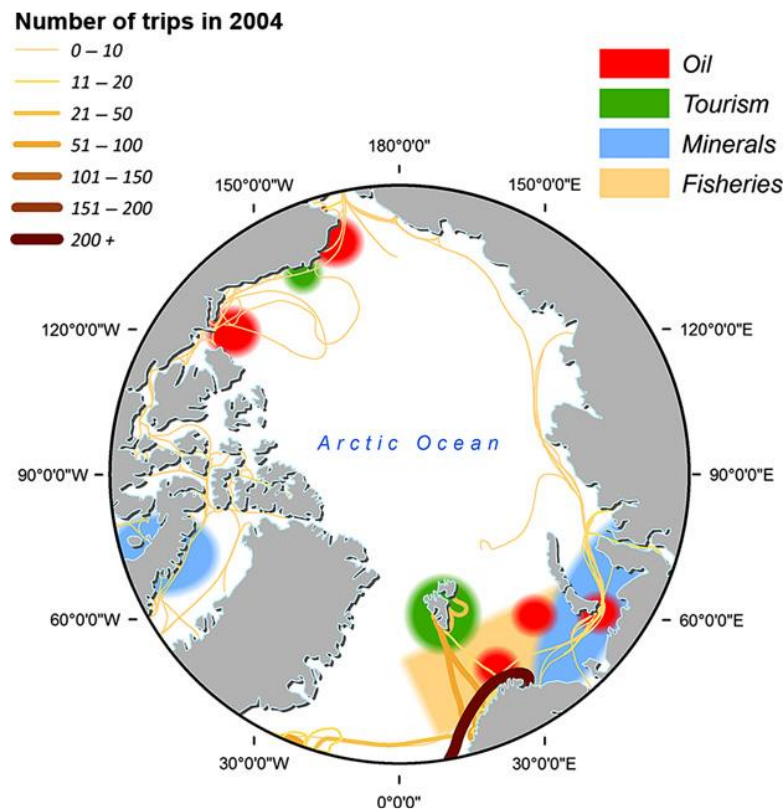 Number of trips in 2004
0 – 10
11 – 20
21 – 50
51 – 100
101 – 150
151 – 200
200 +
Oil
Tourism
Minerals
Fisheries
180°0'0"
150°0'0"W
150°0'0"E
120°0'0"W
120°0'0"E
Arctic Ocean
90°0'0"W
90°0'0"E
60°0'0"W
60°0'0"E
30°0'0"W
30°0'0"E
0°0'0"